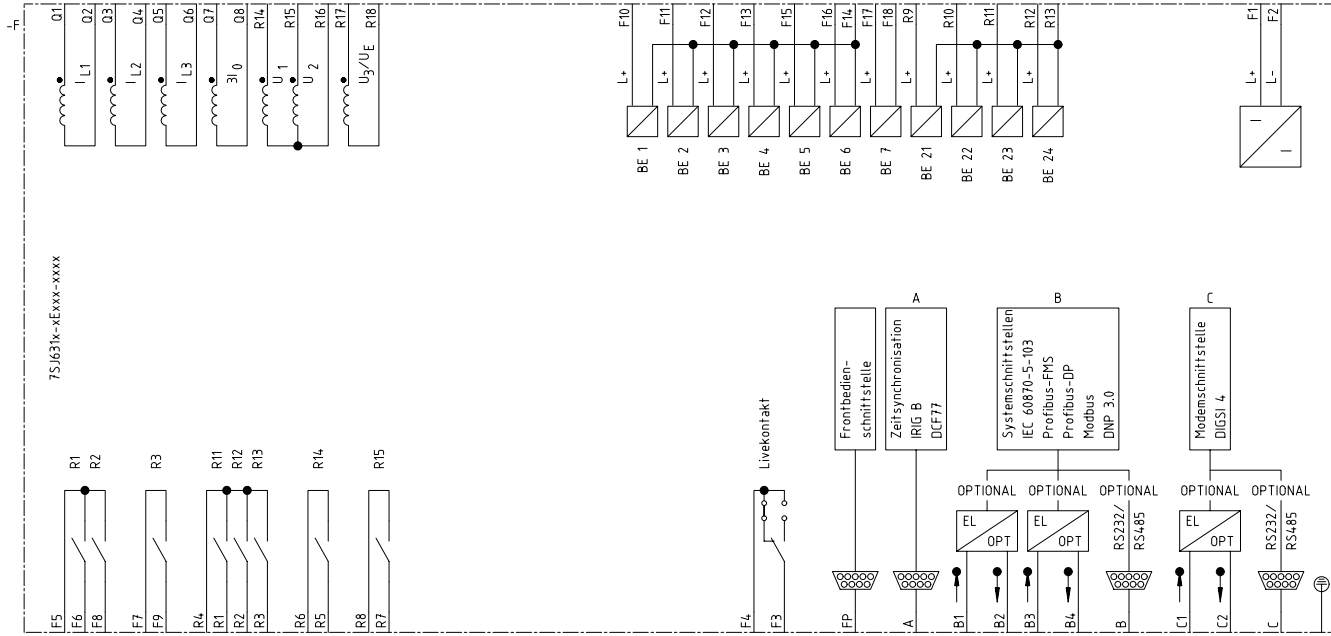 -F
Q1
Q2
Q3
Q4
Q5
Q6
Q7
Q8
R14
R15
R16
R17
R18
F10
F11
F12
F13
F15
F16
F14
F17
F18
R9
R10
R11
R12
R13
F1
F2
I L1
I L2
I L3
3I 0
U 1
U 2
U3/UE
L+
L+
L+
L+
L+
L+
L+
L+
L+
L+
L+
L+
L-
BE 1
BE 2
BE 3
BE 4
BE 5
BE 6
BE 7
BE 21
BE 22
BE 23
BE 24
7SJ631x-xExxx-xxxx
A
B
C
Frontbedien-
schnittstelle
Zeitsynchronisation
IRIG B
DCF77
Systemschnittstellen
IEC 60870-5-103
Profibus-FMS
Profibus-DP
Modbus
DNP 3.0
Modemschnittstelle
DIGSI 4
R1
R2
R3
R11
R12
R13
R14
R15
Livekontakt
OPTIONAL
OPTIONAL
OPTIONAL
OPTIONAL
OPTIONAL
EL
OPT
EL
OPT
RS232/
RS485
EL
OPT
RS232/
RS485
F5
F6
F8
F7
F9
R4
R1
R2
R3
R6
R5
R8
R7
F4
F3
FP
A
B1
B2
B3
B4
B
C1
C2
C